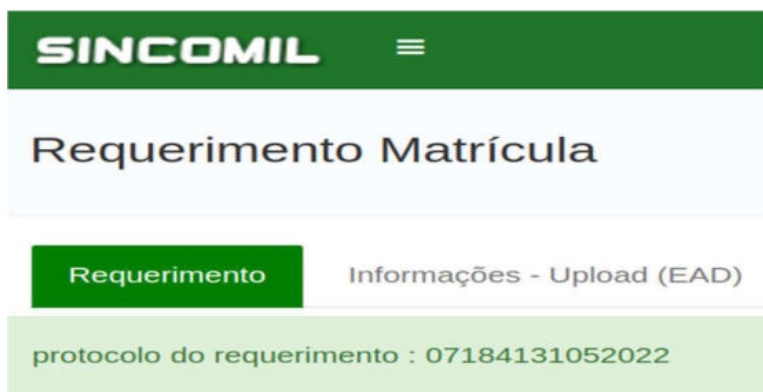 SINCOMIL
Requerimento Matrícula
Requerimento Informações - Upload (EAD)
protocolo do requerimento : 07184131052022